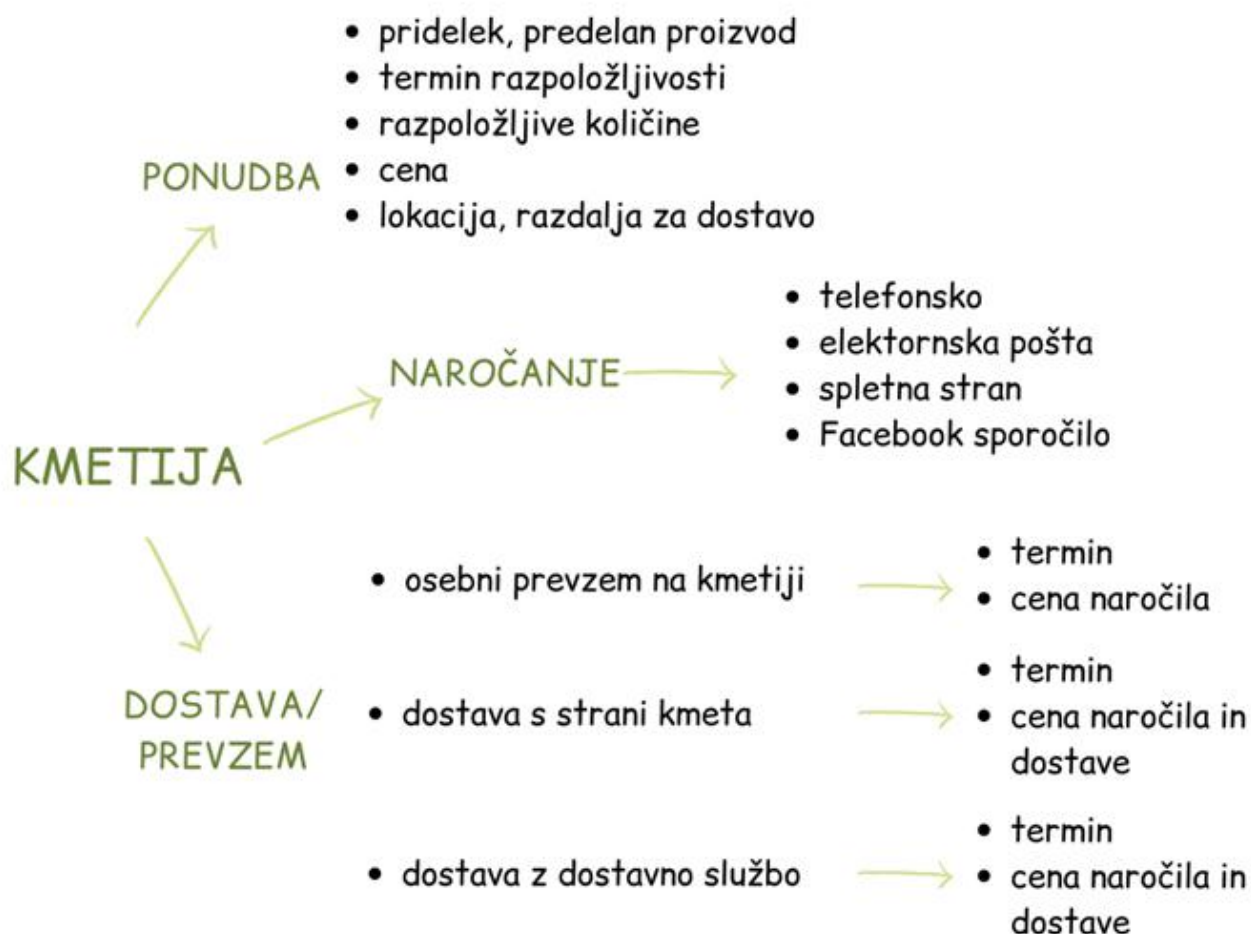 • pridelek, predelan proizvod
• termin razpoložljivosti
• razpoložljive količine
PONUDBA
• cena
• lokacija, razdalja za dostavo
• telefonsko
• elektornska pošta
NAROČANJE
• spletna stran
• Facebook sporočilo
KMETIJA
• osebni prevzem na kmetiji
• termin
• cena naročila
DOSTAVA/
PREVZEM
• dostava s strani kmeta
• termin
• cena naročila in
dostave
• dostava z dostavno službo
• termin
• cena naročila in
dostave